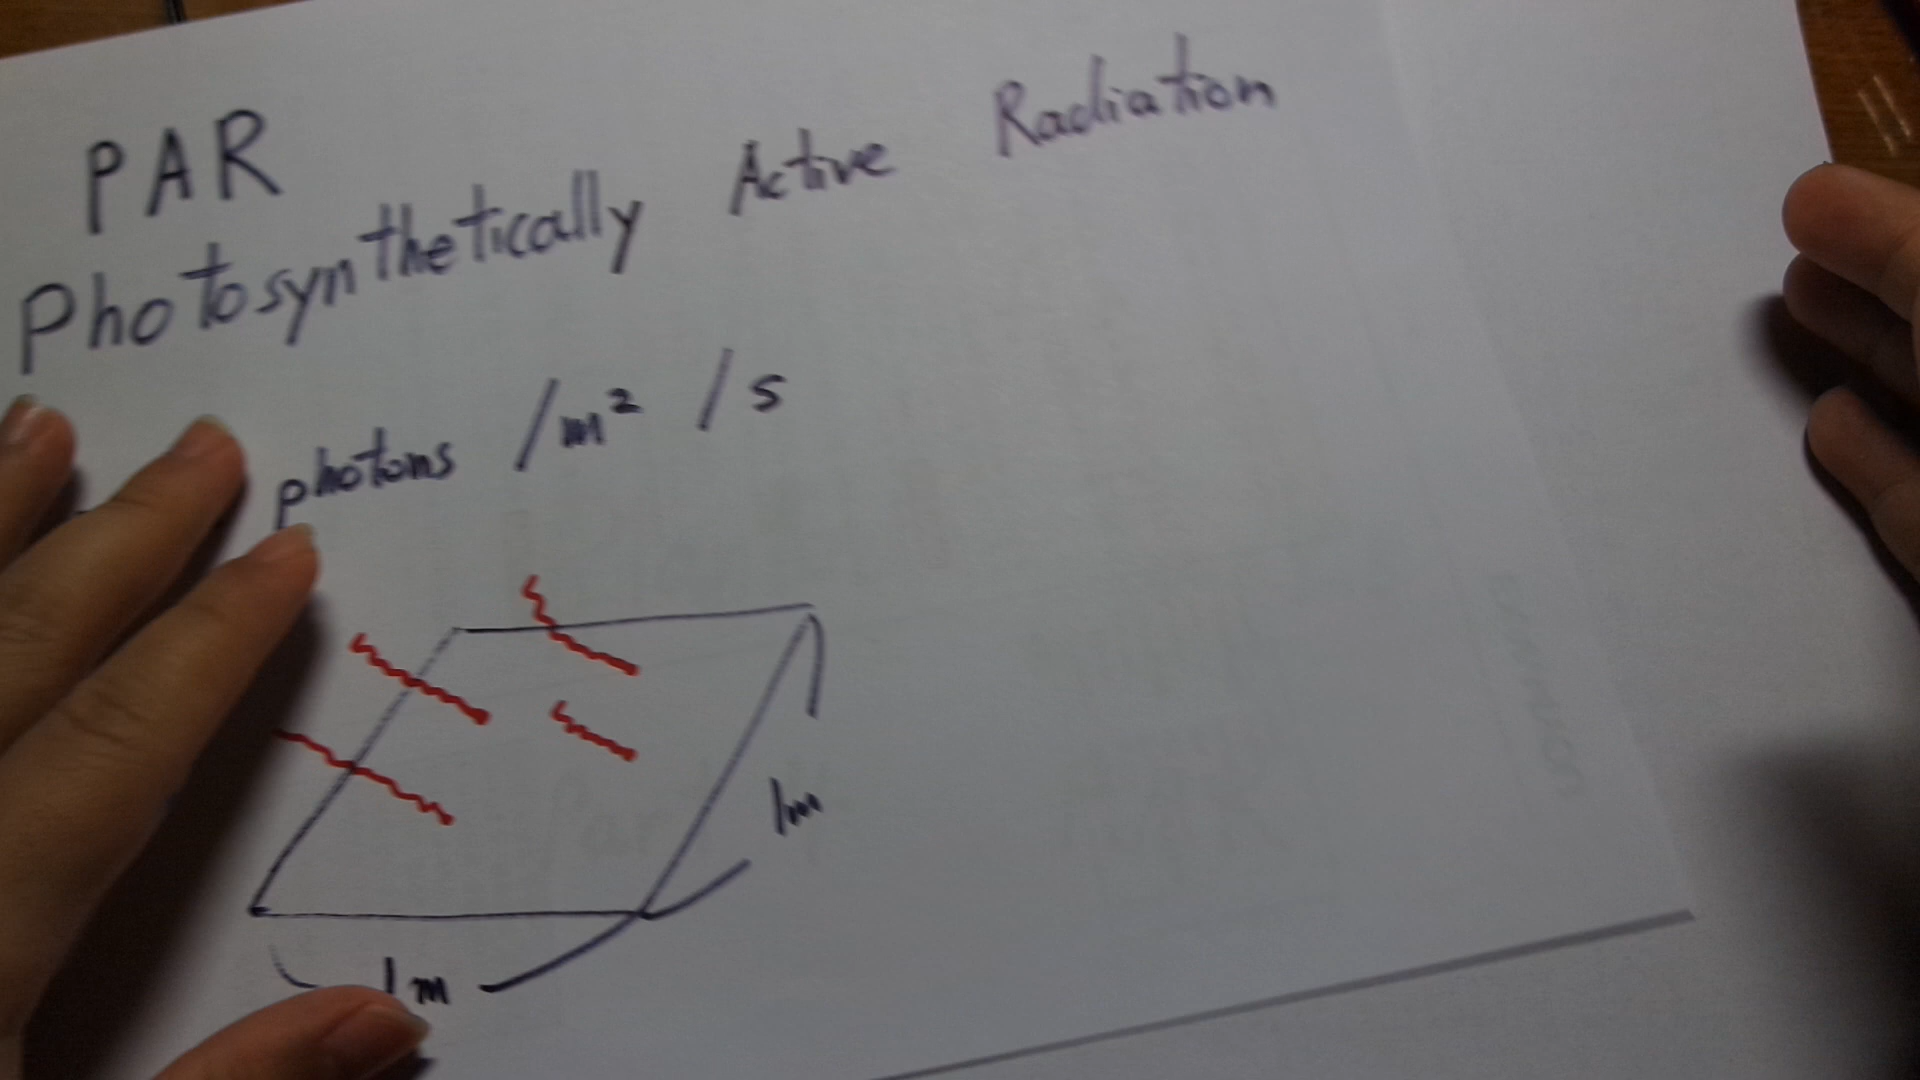 PAR
Photosynthetically Active Radiation
photons /m² /s
1m
1m